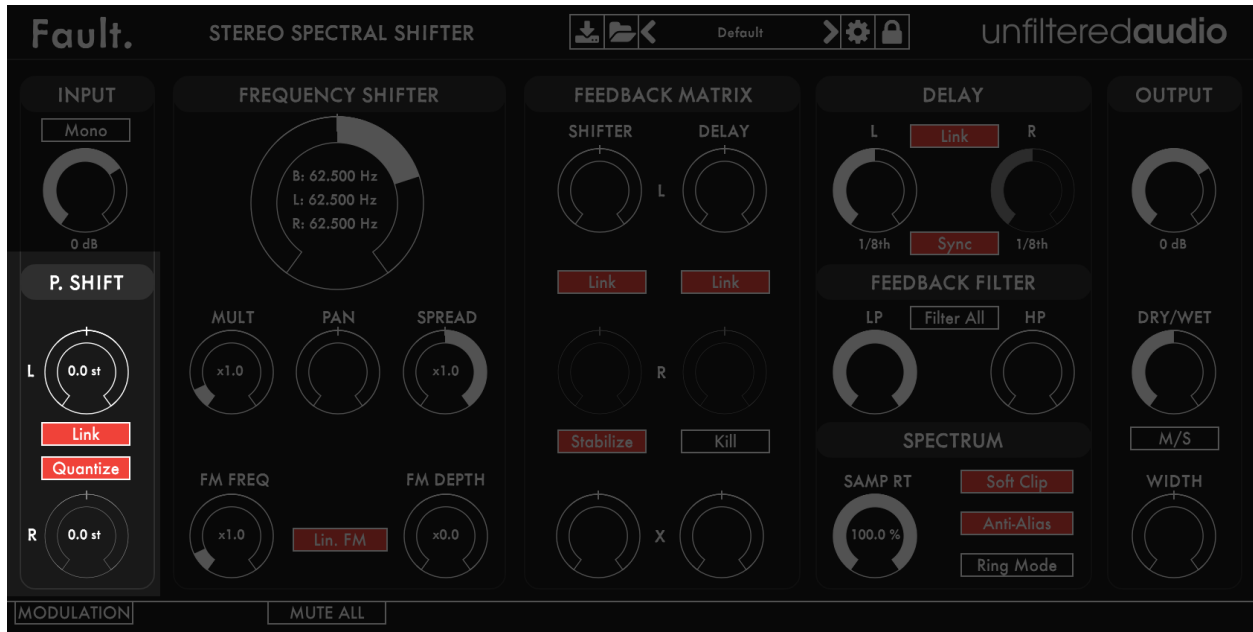 Fault.
STEREO SPECTRAL SHIFTER
Default
unfilteredaudio
INPUT
Mono
0 dB
P. SHIFT
L
0.0 st
Link
Quantize
R
0.0 st
FREQUENCY SHIFTER
B: 62.500 Hz
L: 62.500 Hz
R: 62.500 Hz
MULT PAN SPREAD
x1.0 x1.0
FM FREQ FM DEPTH
x1.0 Lin. FM x0.0
FEEDBACK MATRIX
SHIFTER DELAY
L
Link Link
R
Stabilize Kill
X
DELAY
L Link R
1/8th Sync 1/8th
FEEDBACK FILTER
LP Filter All HP
SPECTRUM
SAMP RT Soft Clip
100.0 % Anti-Alias
Ring Mode
OUTPUT
0 dB
DRY/WET
M/S
WIDTH
MODULATION MUTE ALL